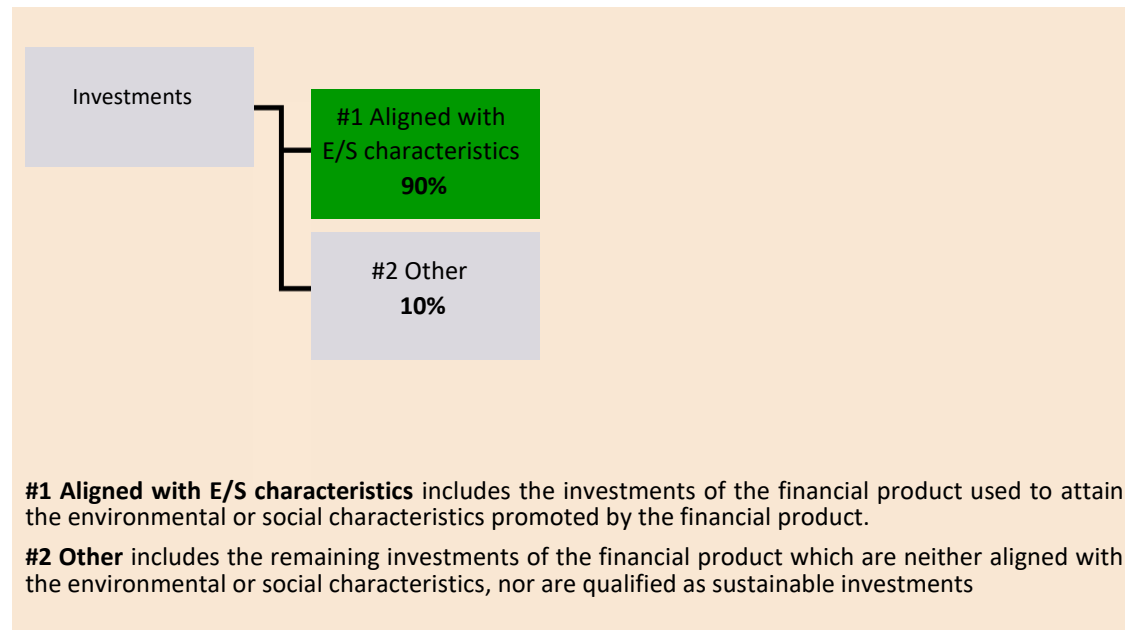 Investments
#1 Aligned with
E/S characteristics
90%
#2 Other
10%
#1 Aligned with E/S characteristics includes the investments of the financial product used to attain
the environmental or social characteristics promoted by the financial product.
#2 Other includes the remaining investments of the financial product which are neither aligned with
the environmental or social characteristics, nor are qualified as sustainable investments